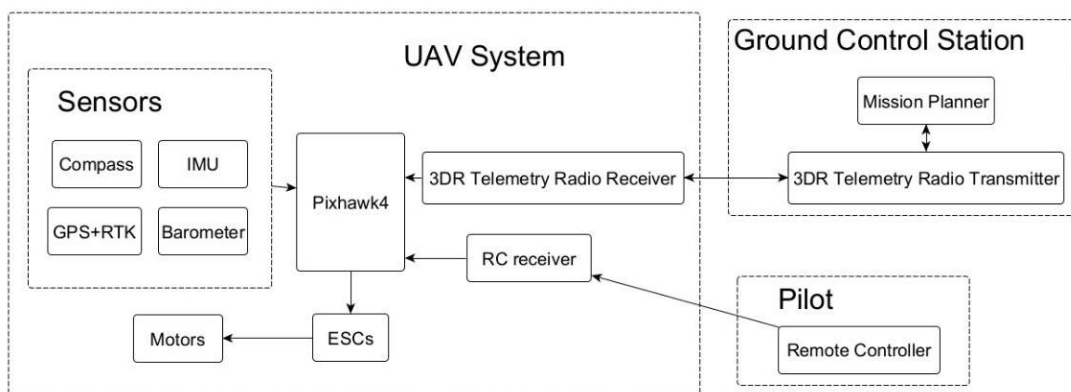 UAV System
Ground Control Station
Sensors
Mission Planner
Compass
IMU
Pixhawk4
3DR Telemetry Radio Receiver
3DR Telemetry Radio Transmitter
GPS+RTK
Barometer
RC receiver
Pilot
Motors
ESCs
Remote Controller